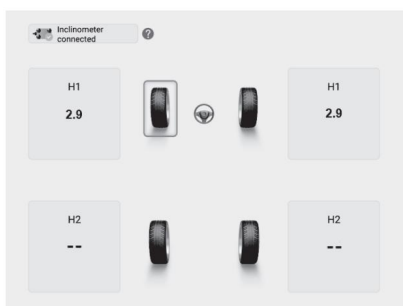 Inclinometer
connected
?
H1
2.9
H1
2.9
H2
--
H2
--